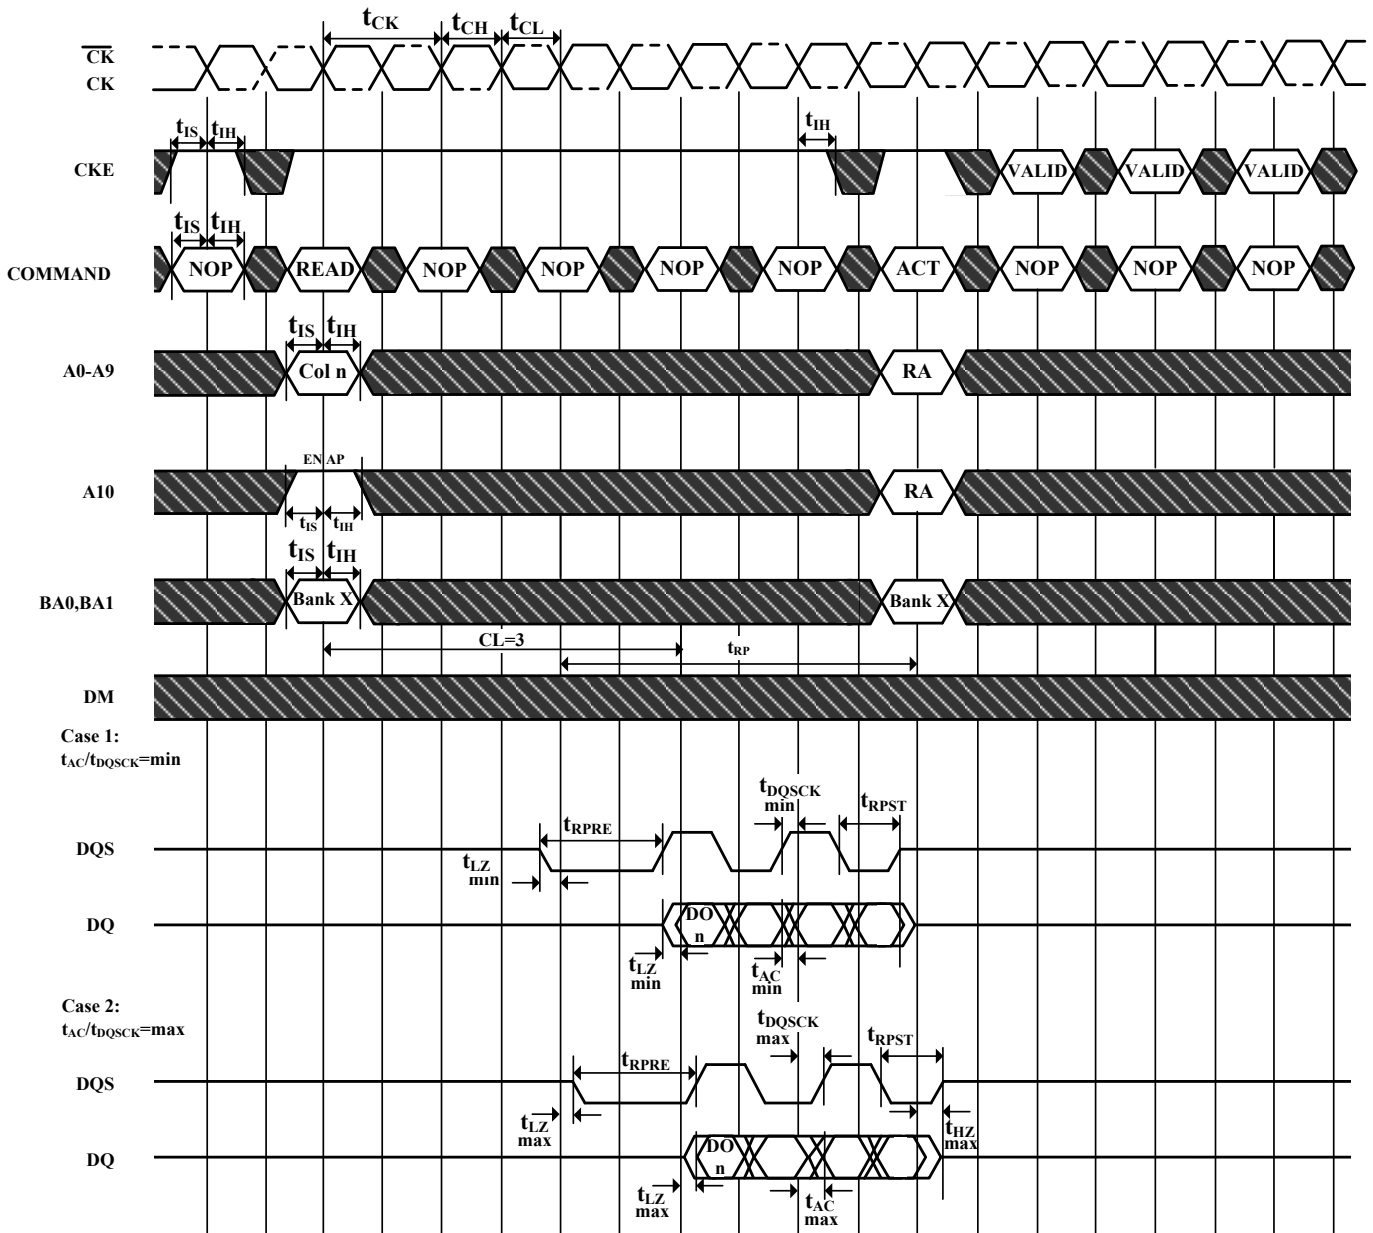 tCK tCH tCL
CK
CK
tIS tIH tIH
CKE VALID VALID VALID
tIS tIH
COMMAND NOP READ NOP NOP NOP NOP ACT NOP NOP NOP
tIS tIH
A0-A9 Col n RA
EN AP
A10 RA
tIS tIH
tIS tIH
BA0,BA1 Bank X Bank X
CL=3 tRP
DM
Case 1:
tAC/tDQSCK=min
tDQSCK min tRPST
tRPRE
DQS
tLZ min
DQ DO n
tLZ min tAC min
Case 2:
tAC/tDQSCK=max
tDQSCK max tRPST
tRPRE
DQS
tLZ max tHZ max
DQ DO n
tLZ max tAC max